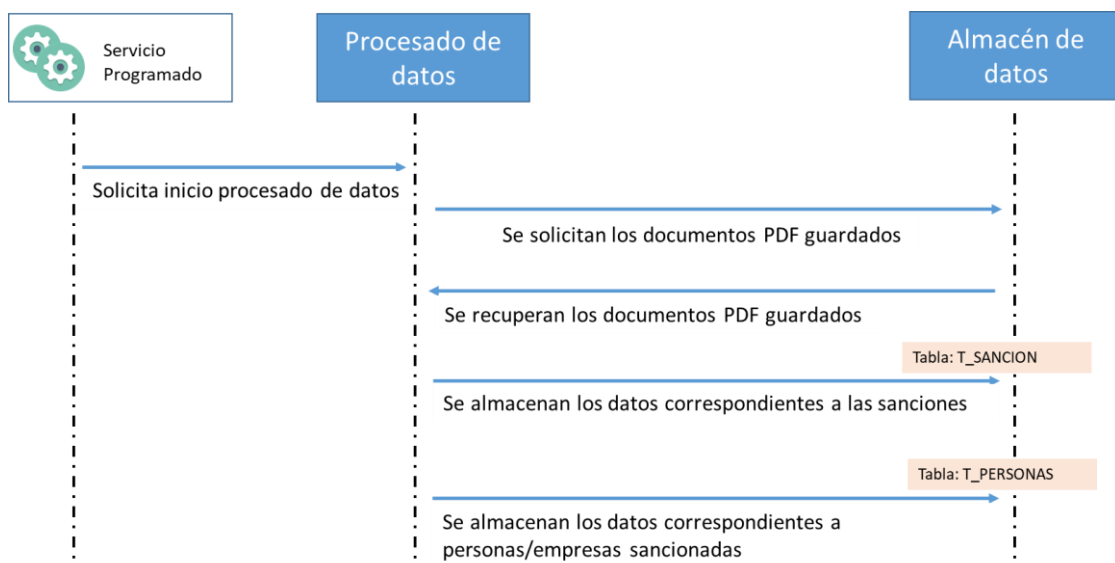 Servicio
Programado
Procesado de
datos
Almacén de
datos
Solicita inicio procesado de datos
Se solicitan los documentos PDF guardados
Se recuperan los documentos PDF guardados
Tabla: T_SANCION
Se almacenan los datos correspondientes a las sanciones
Tabla: T_PERSONAS
Se almacenan los datos correspondientes a
personas/empresas sancionadas